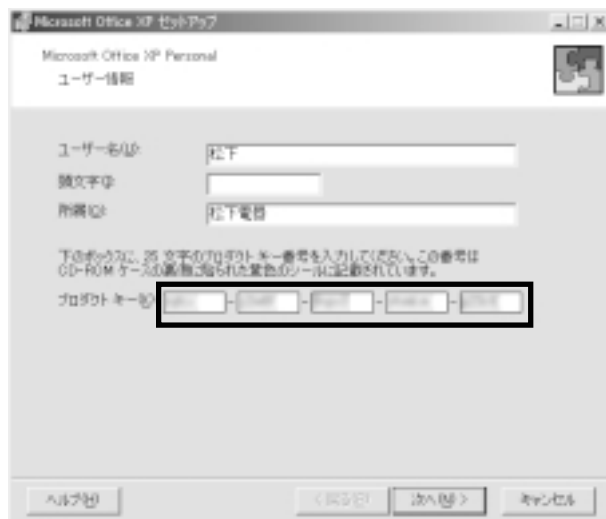 Microsoft Office XP セットアップ
Microsoft Office XP Personal
ユーザー情報
ユーザー名(U):
松下
頭文字(I):
所属(O):
松下電器
下のボックスに、25 文字のプロダクト キー番号を入力してください。この番号は
CD-ROM ケースの裏側に貼られた黄色のシールに記載されています。
プロダクト キー(K):
ヘルプ(H)
< 戻る(B)
次へ(N) >
キャンセル